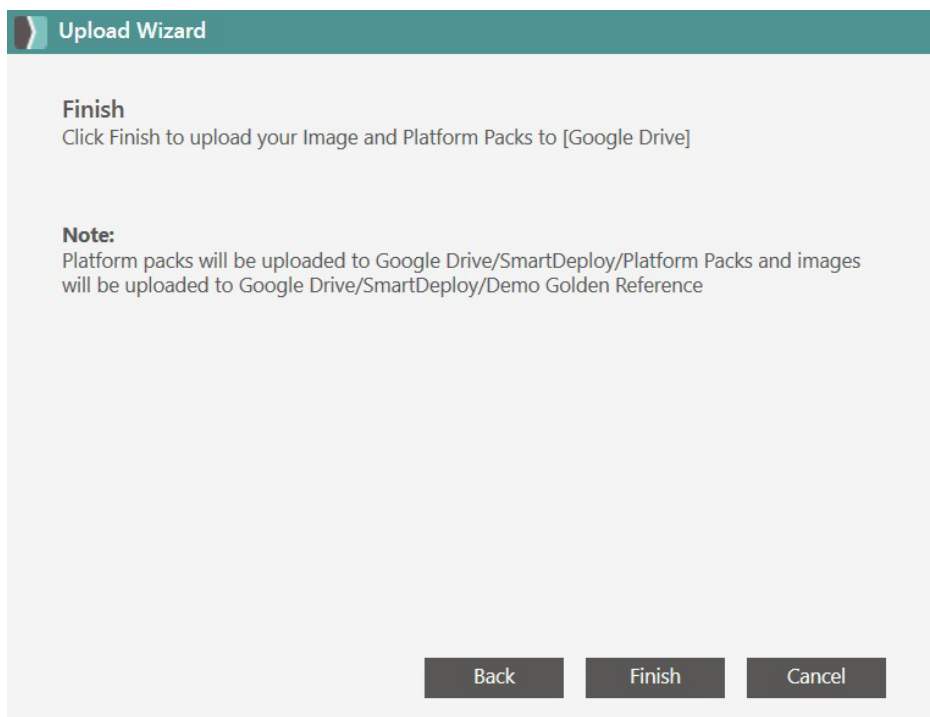 Upload Wizard
Finish
Click Finish to upload your Image and Platform Packs to [Google Drive]
Note:
Platform packs will be uploaded to Google Drive/SmartDeploy/Platform Packs and images
will be uploaded to Google Drive/SmartDeploy/Demo Golden Reference
Back
Finish
Cancel